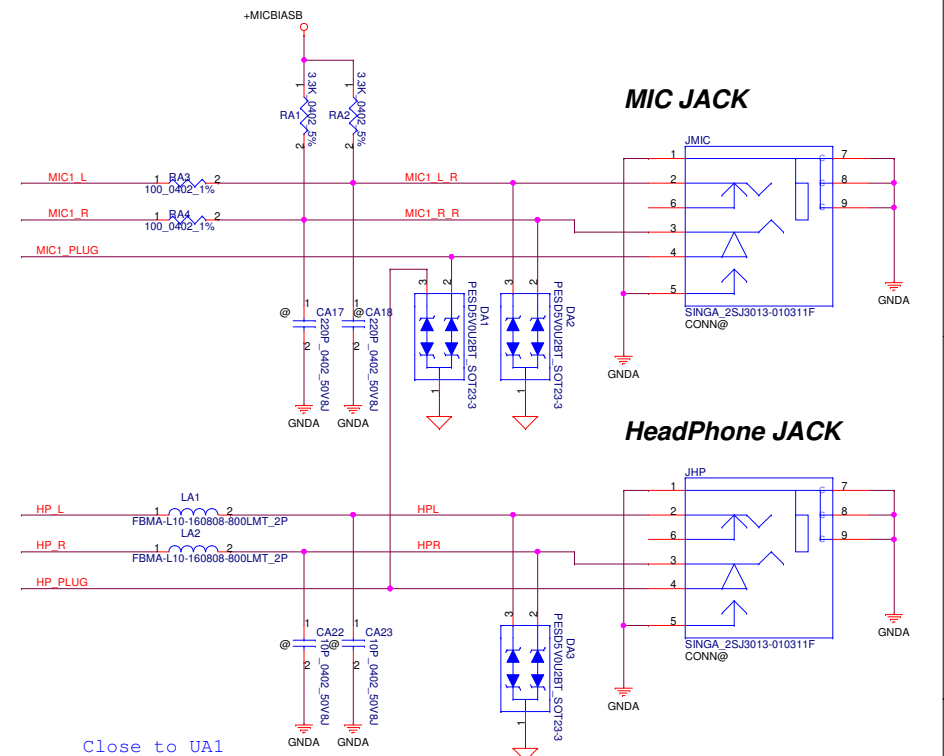 +MICBIASB
1
3.3K_0402_5%
RA1
2
1
3.3K_0402_5%
RA2
2
MIC JACK
JMIC
MIC1_L
1
RA3
2
100_0402_1%
MIC1_L_R
MIC1_R
1
RA4
2
100_0402_1%
MIC1_R_R
MIC1_PLUG
1
2
6
3
4
5
G
7
G
8
G
9
SINGA_2SJ3013-010311F
CONN@
GNDA
GNDA
@
1
CA17
2
220P_0402_50V8J
GNDA
@
1
CA18
2
220P_0402_50V8J
GNDA
3
2
DA1
PESD5V0U2BT_SOT23-3
1
3
2
DA2
PESD5V0U2BT_SOT23-3
1
HeadPhone JACK
JHP
HP_L
LA1
1
2
FBMA-L10-160808-800LMT_2P
HPL
HP_R
LA2
1
2
FBMA-L10-160808-800LMT_2P
HPR
HP_PLUG
1
2
6
3
4
5
G
7
G
8
G
9
SINGA_2SJ3013-010311F
CONN@
GNDA
GNDA
@
1
CA22
2
10P_0402_50V8J
GNDA
@
1
CA23
2
10P_0402_50V8J
GNDA
3
2
DA3
PESD5V0U2BT_SOT23-3
1
Close to UA1